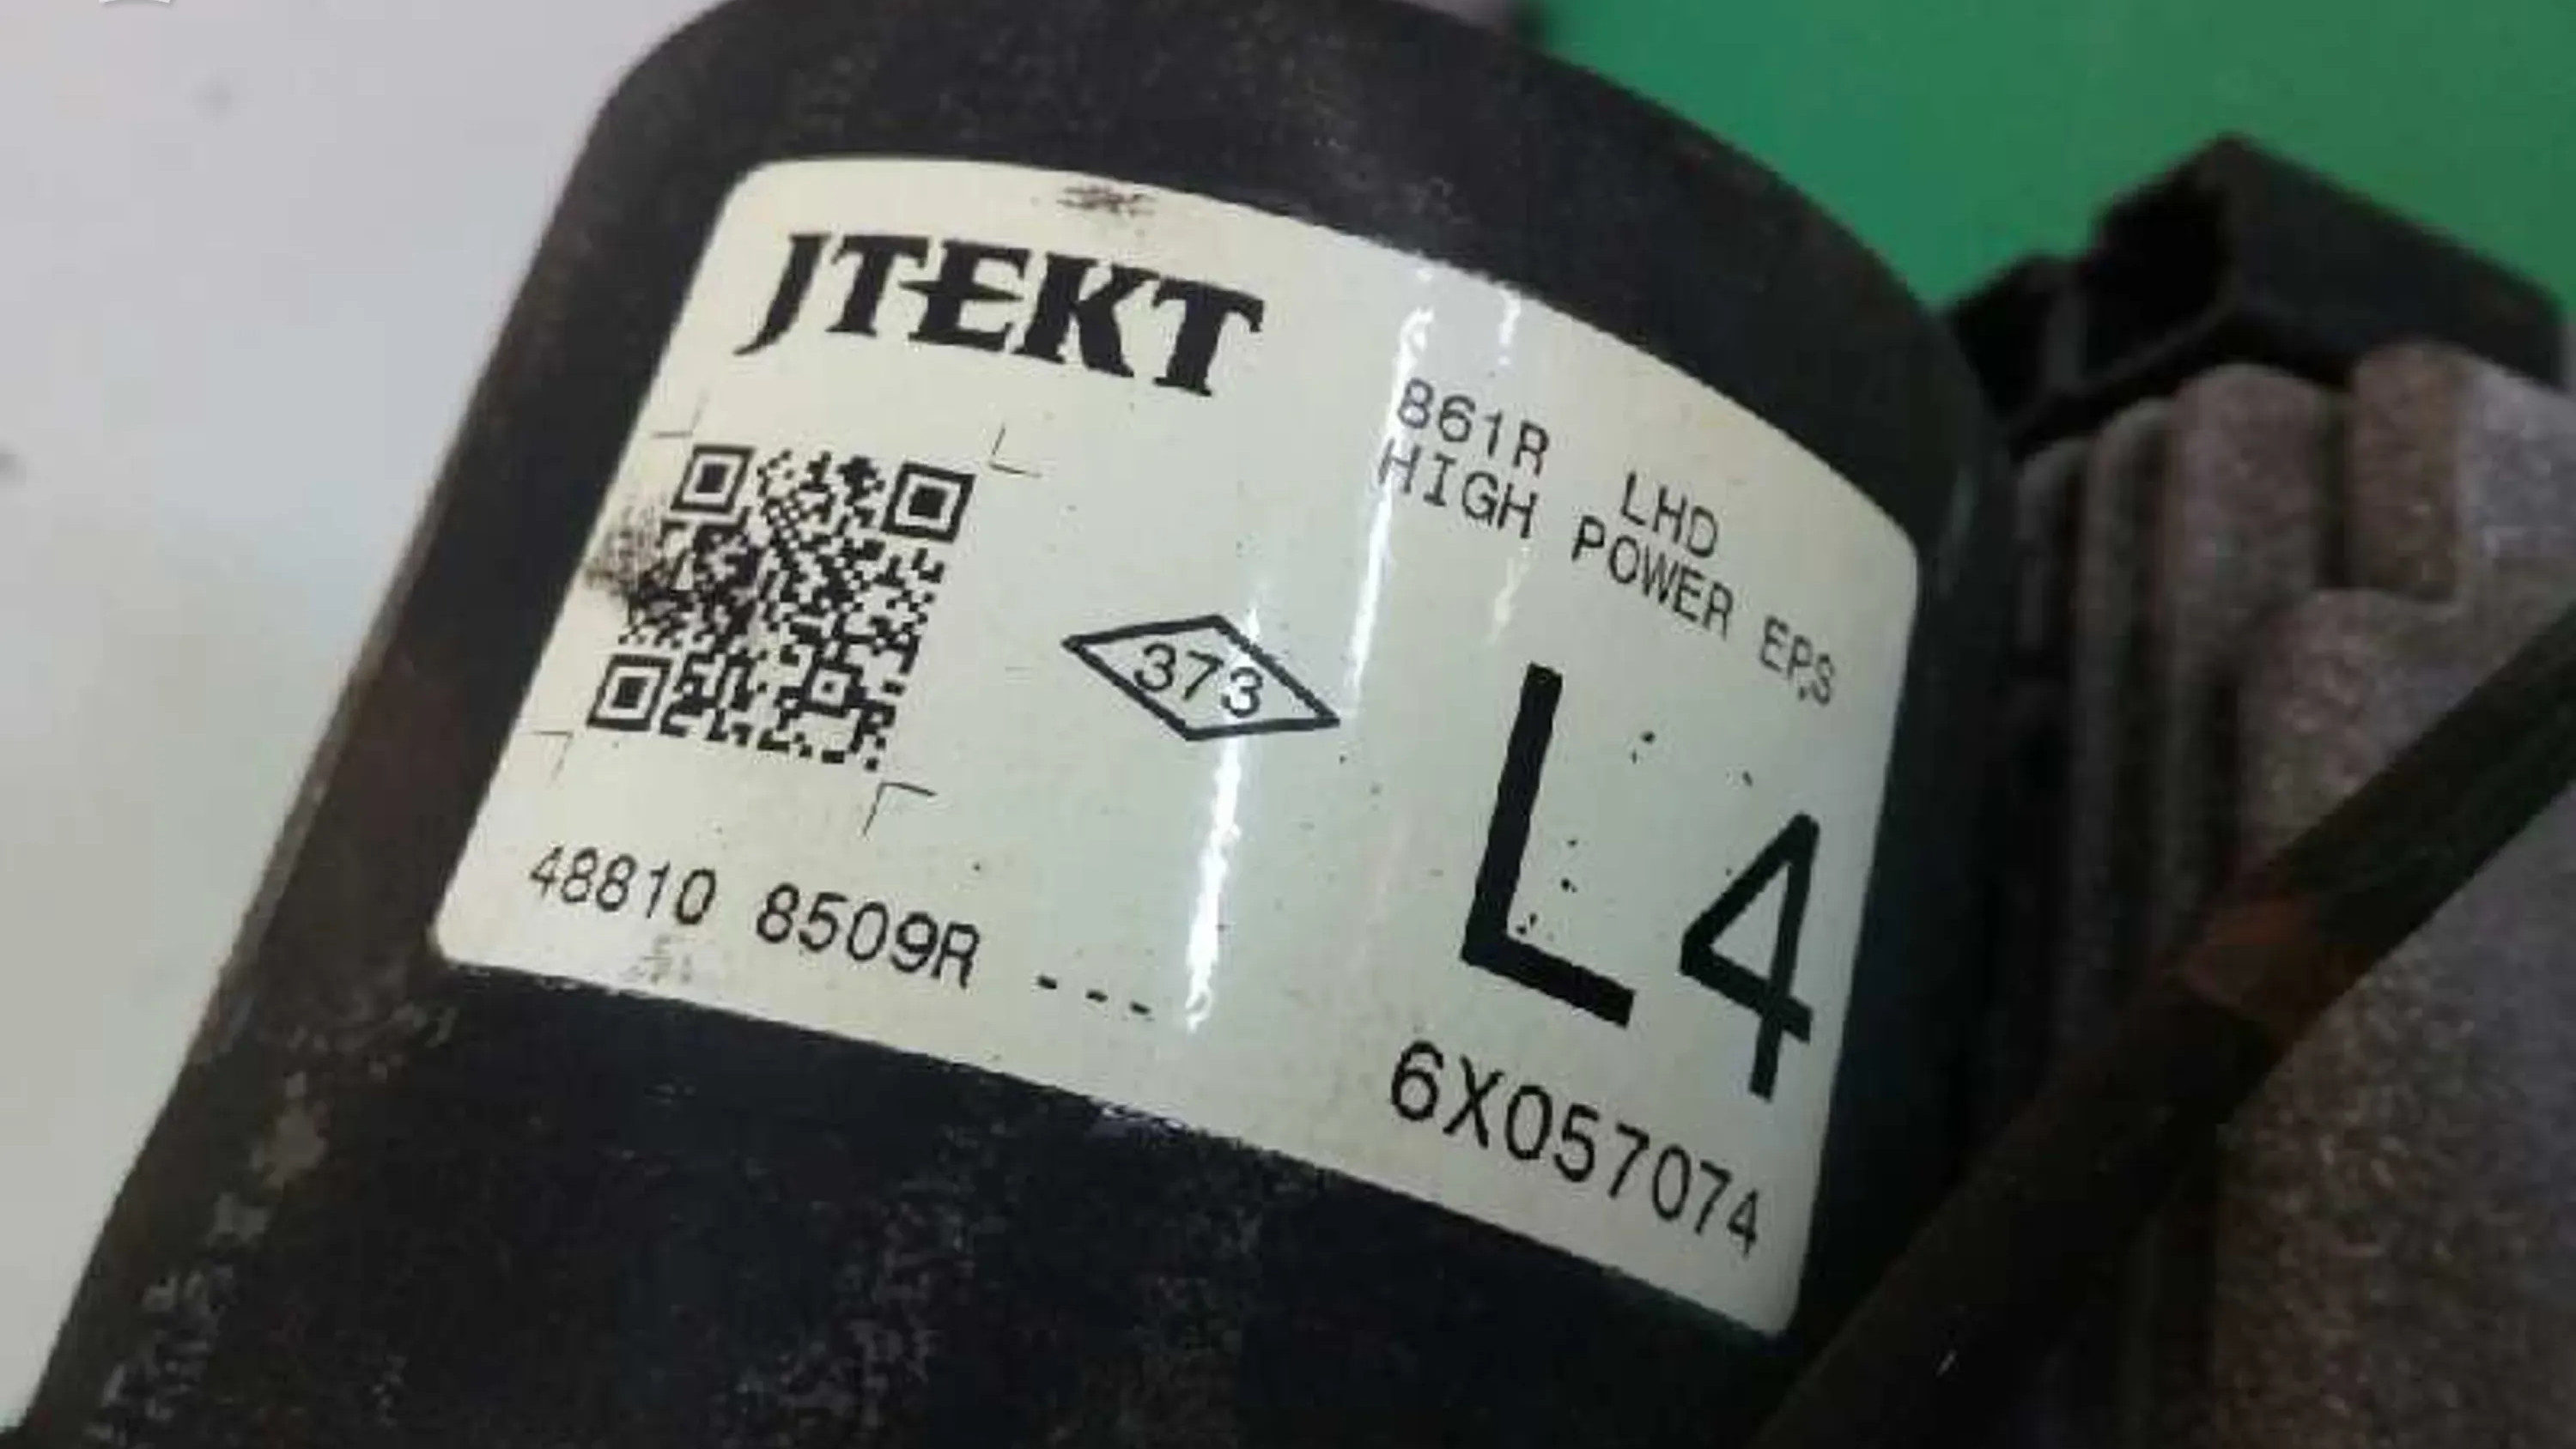 JTEKT
861R LHD
HIGH POWER EPS
373
L4
48810 8509R ---
6X057074